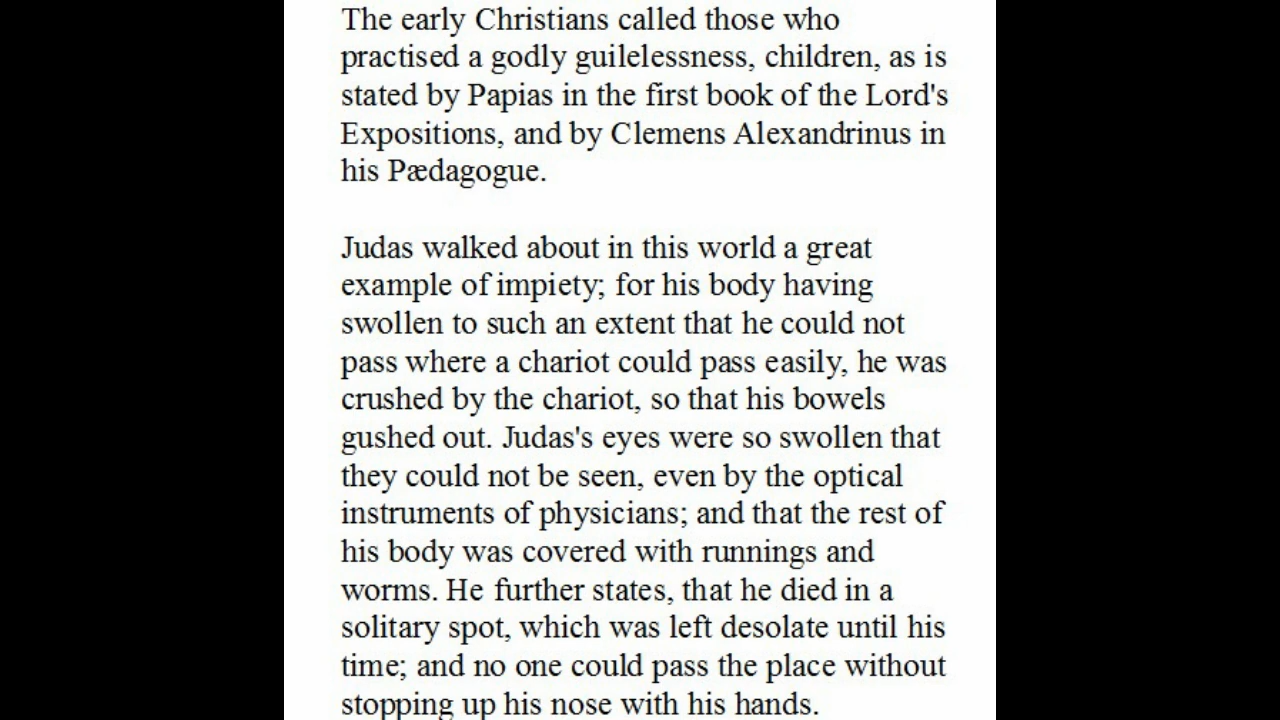 The early Christians called those who
practised a godly guilelessness, children, as is
stated by Papias in the first book of the Lord's
Expositions, and by Clemens Alexandrinus in
his Pædagogue.
Judas walked about in this world a great
example of impiety; for his body having
swollen to such an extent that he could not
pass where a chariot could pass easily, he was
crushed by the chariot, so that his bowels
gushed out. Judas's eyes were so swollen that
they could not be seen, even by the optical
instruments of physicians; and that the rest of
his body was covered with runnings and
worms. He further states, that he died in a
solitary spot, which was left desolate until his
time; and no one could pass the place without
stopping up his nose with his hands.